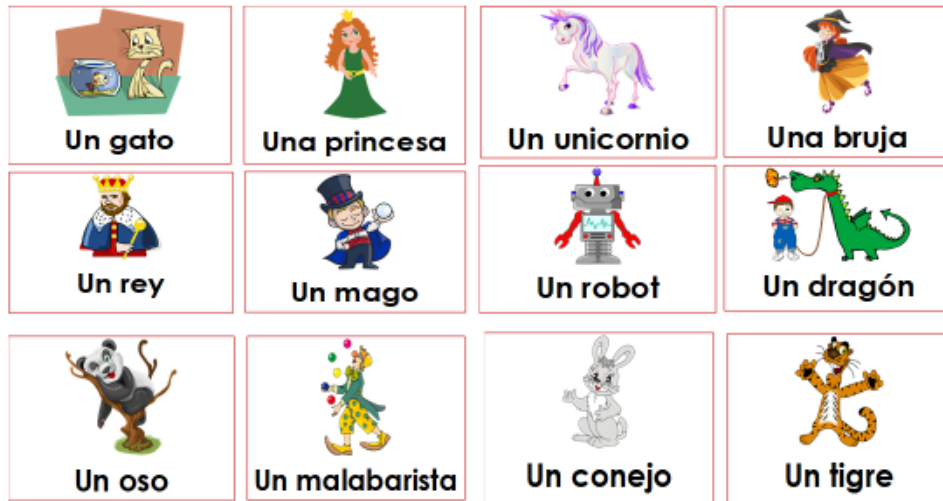 Un gato
Una princesa
Un unicornio
Una bruja
Un rey
Un mago
Un robot
Un dragón
Un oso
Un malabarista
Un conejo
Un tigre